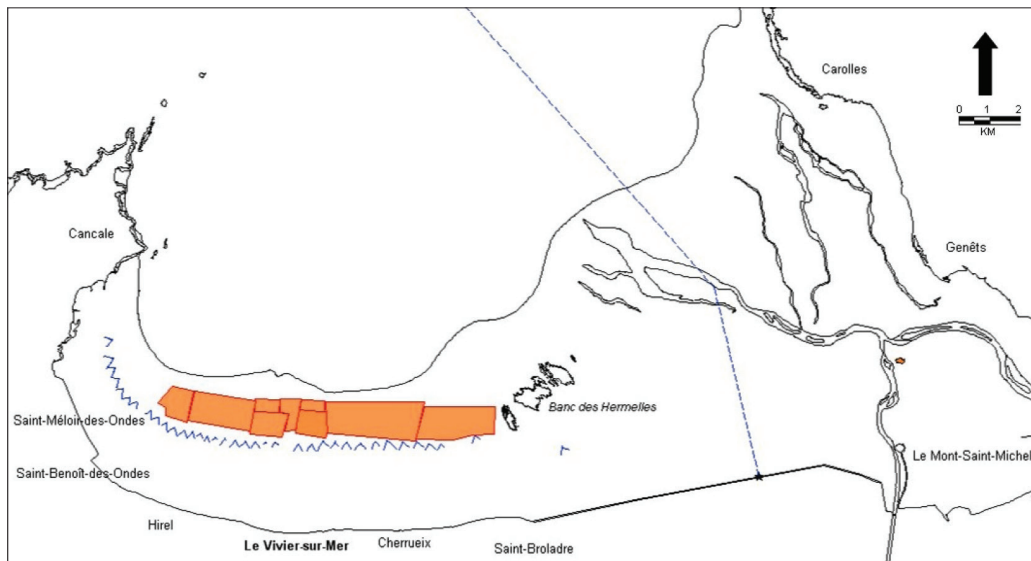 Carolles
0 1 2
KM
Cancale
Genêts
Banc des Hermelles
Saint-Méloir-des-Ondes
Le Mont-Saint-Michel
Saint-Benoît-des-Ondes
Hirel
Le Vivier-sur-Mer
Cherrueix
Saint-Broladre